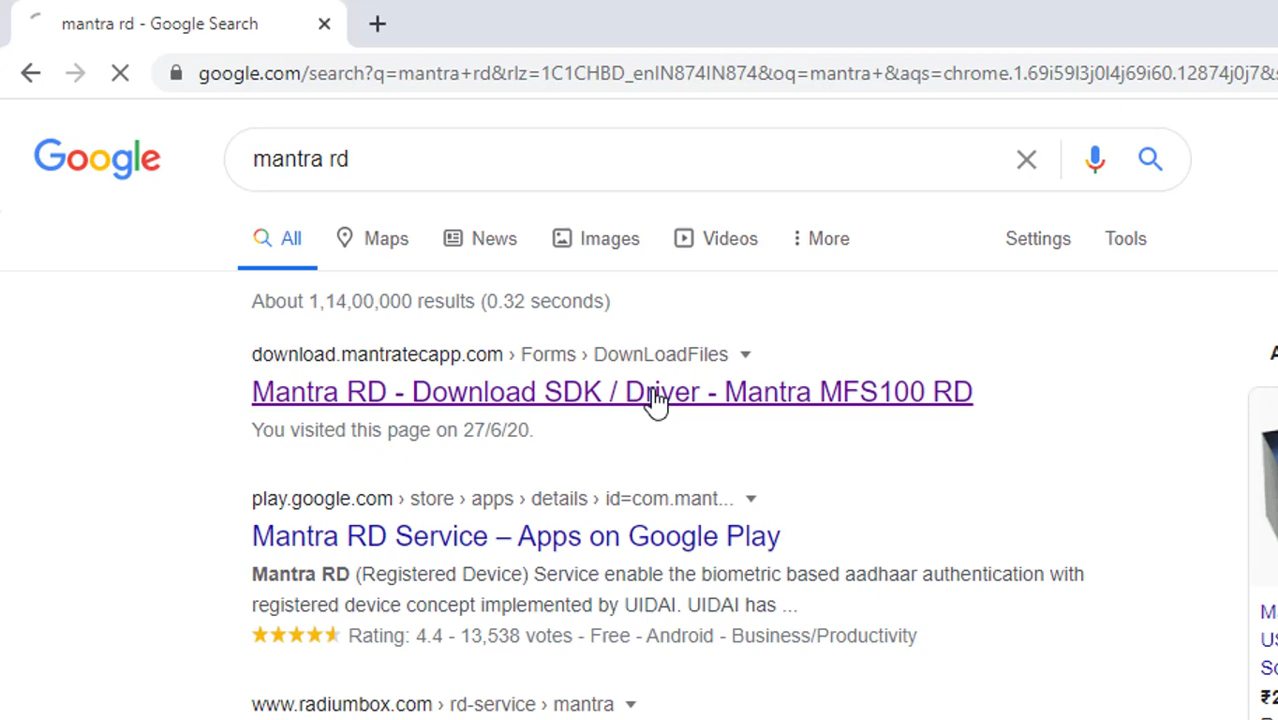 mantra rd - Google Search
google.com/search?q=mantra+rd&rlz=1C1CHBD_enIN874IN874&oq=mantra+&aqs=chrome.1.69i59l3j0l4j69i60.12874j0j7&s
Google
mantra rd
All Maps News Images Videos More Settings Tools
About 1,14,00,000 results (0.32 seconds)
download.mantratecapp.com › Forms › DownLoadFiles
Mantra RD - Download SDK / Driver - Mantra MFS100 RD
You visited this page on 27/6/20.
play.google.com › store › apps › details › id=com.mant...
Mantra RD Service – Apps on Google Play
Mantra RD (Registered Device) Service enable the biometric based aadhaar authentication with
registered device concept implemented by UIDAI. UIDAI has ...
Rating: 4.4 - 13,538 votes - Free - Android - Business/Productivity
www.radiumbox.com › rd-service › mantra